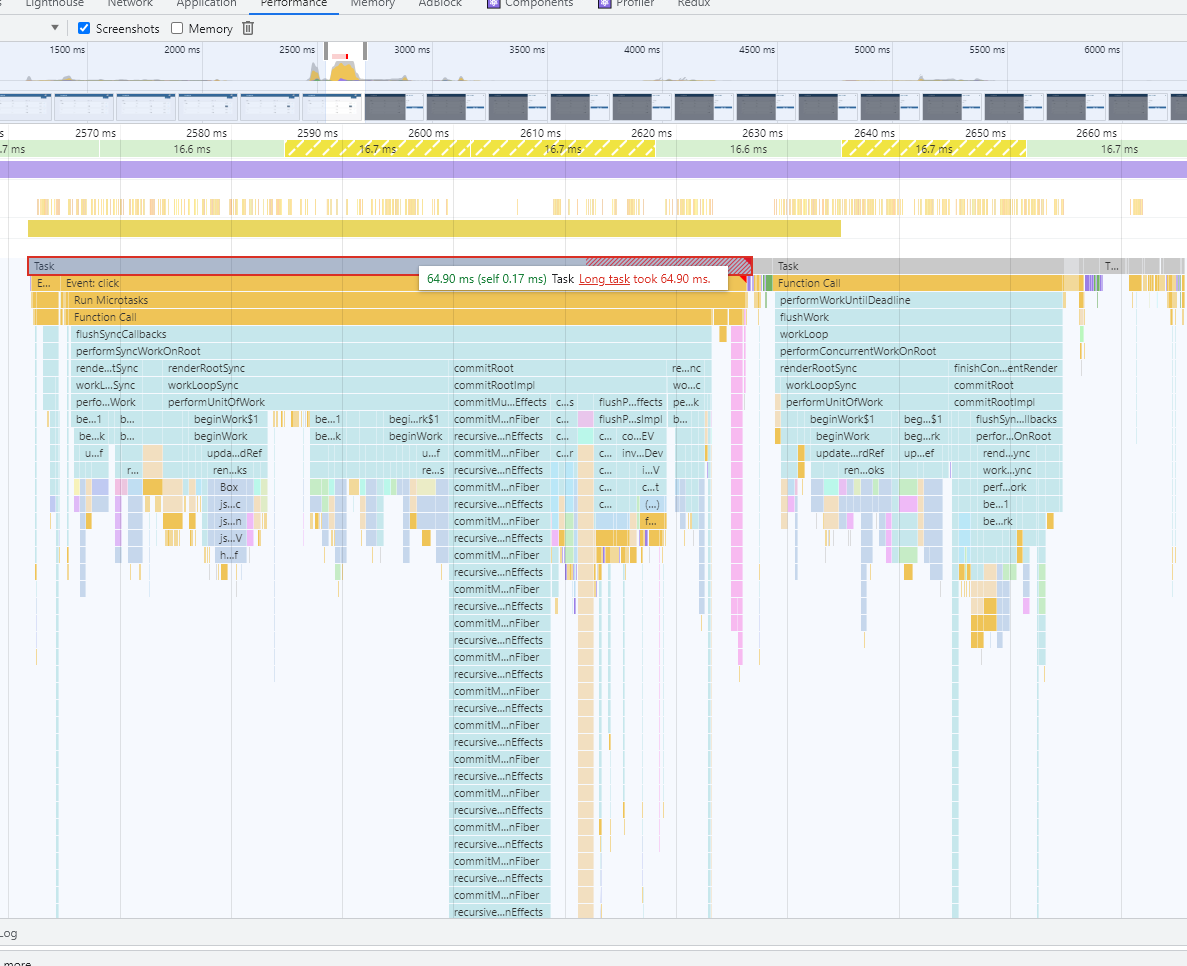 Lighthouse Network Application Performance Memory AdBlock Components Profiler Redux
Screenshots Memory
1500 ms 2000 ms 2500 ms 3000 ms 3500 ms 4000 ms 4500 ms 5000 ms 5500 ms 6000 ms
s 2570 ms 2580 ms 2590 ms 2600 ms 2610 ms 2620 ms 2630 ms 2640 ms 2650 ms 2660 ms
.7 ms 16.6 ms 16.7 ms 16.7 ms 16.6 ms 16.7 ms 16.7 ms
Task Task T...
64.90 ms (self 0.17 ms) Task Long task took 64.90 ms.
E... Event: click Function Call
Run Microtasks performWorkUntilDeadline
Function Call flushWork
flushSyncCallbacks workLoop
performSyncWorkOnRoot performConcurrentWorkOnRoot
rende...tSync renderRootSync commitRoot re...nc renderRootSync finishCon...entRender
workL...Sync workLoopSync commitRootImpl wo...c workLoopSync commitRoot
perfo...Work performUnitOfWork commitMu...Effects c...s flushP...ffects pe...k performUnitOfWork commitRootImpl
be...1 b... beginWork$1 be...1 begi...rk$1 commitM...nFiber c... flushP...sImpl b... beginWork$1 beg...$1 flushSyn...llbacks
be...k b... beginWork be...k beginWork recursive...nEffects c... c... co...EV beginWork beg...rk perfor...OnRoot
u...f upda...dRef u...f commitM...nFiber c...r c... inv...Dev update...rdRef up...ef rend...ync
r... ren...ks re...s recursive...nEffects c... i...V ren...oks work...ync
Box commitM...nFiber c... c...t perf...ork
js...c recursive...nEffects c... (...) be...1
js...n commitM...nFiber f... be...rk
js...V recursive...nEffects
h...f commitM...nFiber
recursive...nEffects
commitM...nFiber
recursive...nEffects
commitM...nFiber
recursive...nEffects
commitM...nFiber
recursive...nEffects
commitM...nFiber
recursive...nEffects
commitM...nFiber
recursive...nEffects
commitM...nFiber
recursive...nEffects
commitM...nFiber
recursive...nEffects
commitM...nFiber
recursive...nEffects
commitM...nFiber
recursive...nEffects
commitM...nFiber
recursive...nEffects
Log
more